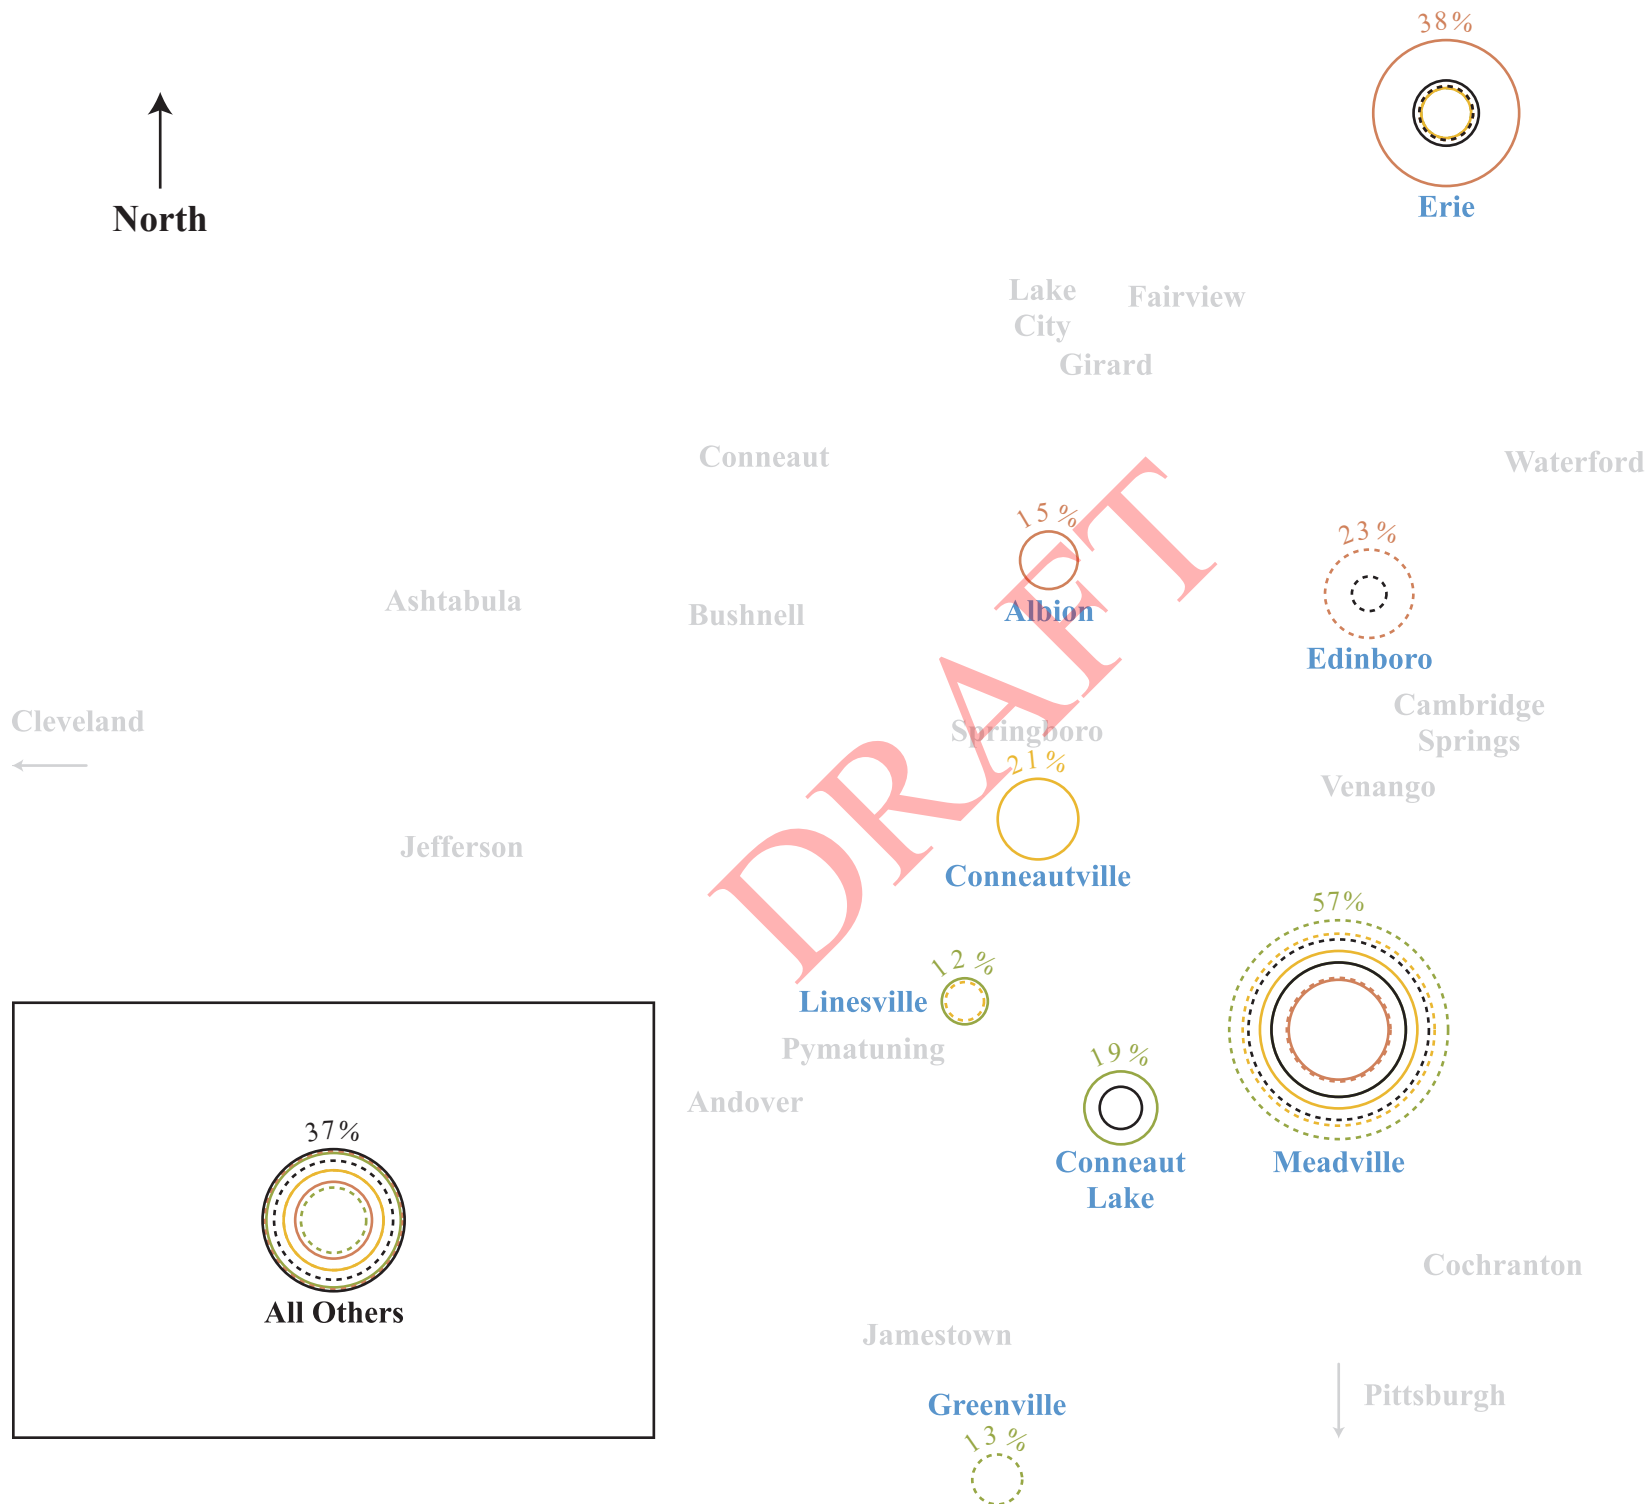 38%
Erie
North
Lake
City
Fairview
Girard
Conneaut
Waterford
15%
Albion
23%
Edinboro
Ashtabula
Bushnell
DRAFT
Cleveland
Springboro
Cambridge
Springs
21%
Venango
Jefferson
Conneautville
57%
12%
Linesville
Pymatuning
19%
Andover
37%
Conneaut
Lake
Meadville
All Others
Cochranton
Jamestown
Pittsburgh
Greenville
13%